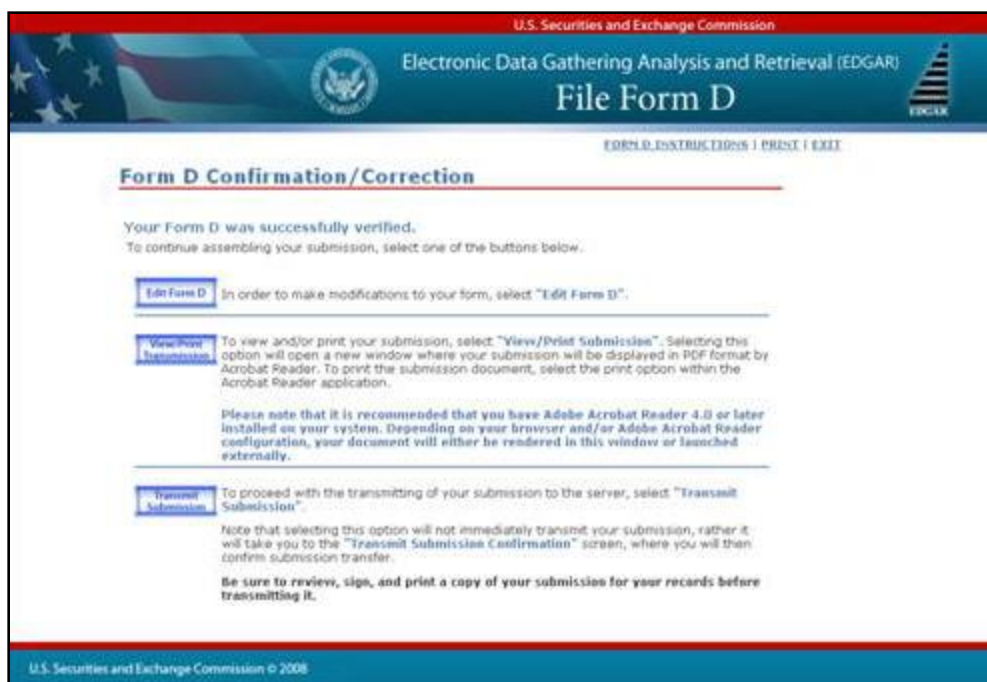 U.S. Securities and Exchange Commission
Electronic Data Gathering Analysis and Retrieval (EDGAR)
File Form D
EDGAR
FORM D INSTRUCTIONS | PRINT | EXIT
Form D Confirmation/Correction
Your Form D was successfully verified.
To continue assembling your submission, select one of the buttons below.
Edit Form D
In order to make modifications to your form, select "Edit Form D".
View/Print
Transmission
To view and/or print your submission, select "View/Print Submission". Selecting this
option will open a new window where your submission will be displayed in PDF format by
Acrobat Reader. To print the submission document, select the print option within the
Acrobat Reader application.
Please note that it is recommended that you have Adobe Acrobat Reader 4.0 or later
installed on your system. Depending on your browser and/or Adobe Acrobat Reader
configuration, your document will either be rendered in this window or launched
externally.
Transmit
Submission
To proceed with the transmitting of your submission to the server, select "Transmit
Submission".
Note that selecting this option will not immediately transmit your submission, rather it
will take you to the "Transmit Submission Confirmation" screen, where you will then
confirm submission transfer.
Be sure to review, sign, and print a copy of your submission for your records before
transmitting it.
U.S. Securities and Exchange Commission © 2008